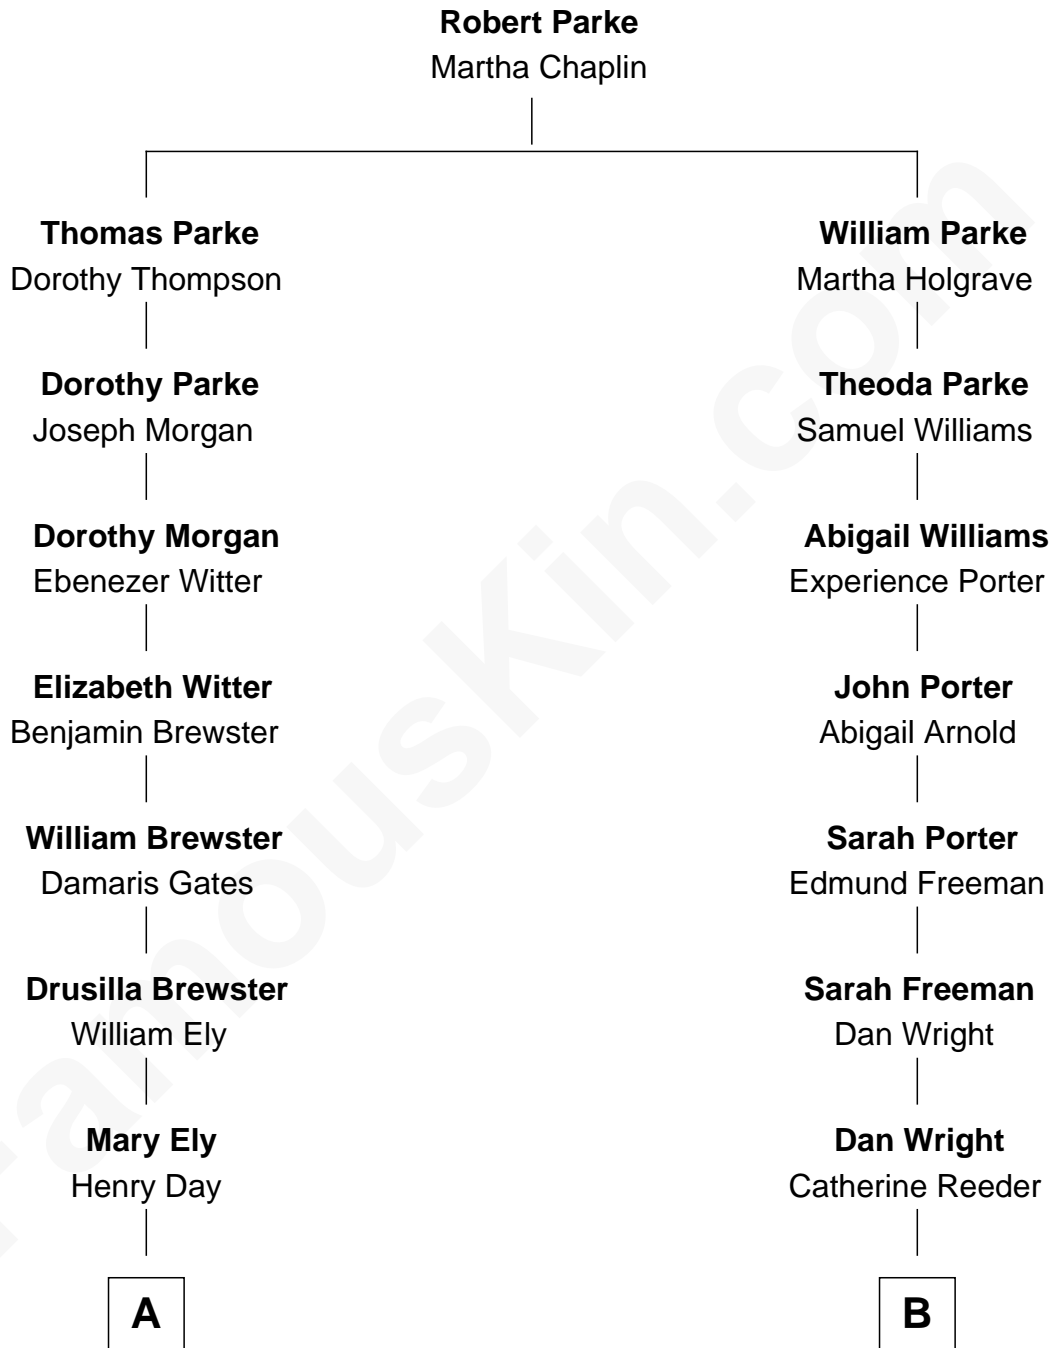 Robert Parke
Martha Chaplin
Thomas Parke
Dorothy Thompson
William Parke
Martha Holgrave
Dorothy Parke
Joseph Morgan
Theoda Parke
Samuel Williams
Dorothy Morgan
Ebenezer Witter
Abigail Williams
Experience Porter
Elizabeth Witter
Benjamin Brewster
John Porter
Abigail Arnold
William Brewster
Damaris Gates
Sarah Porter
Edmund Freeman
Drusilla Brewster
William Ely
Sarah Freeman
Dan Wright
Mary Ely
Henry Day
Dan Wright
Catherine Reeder
A
B
FamousKin.com